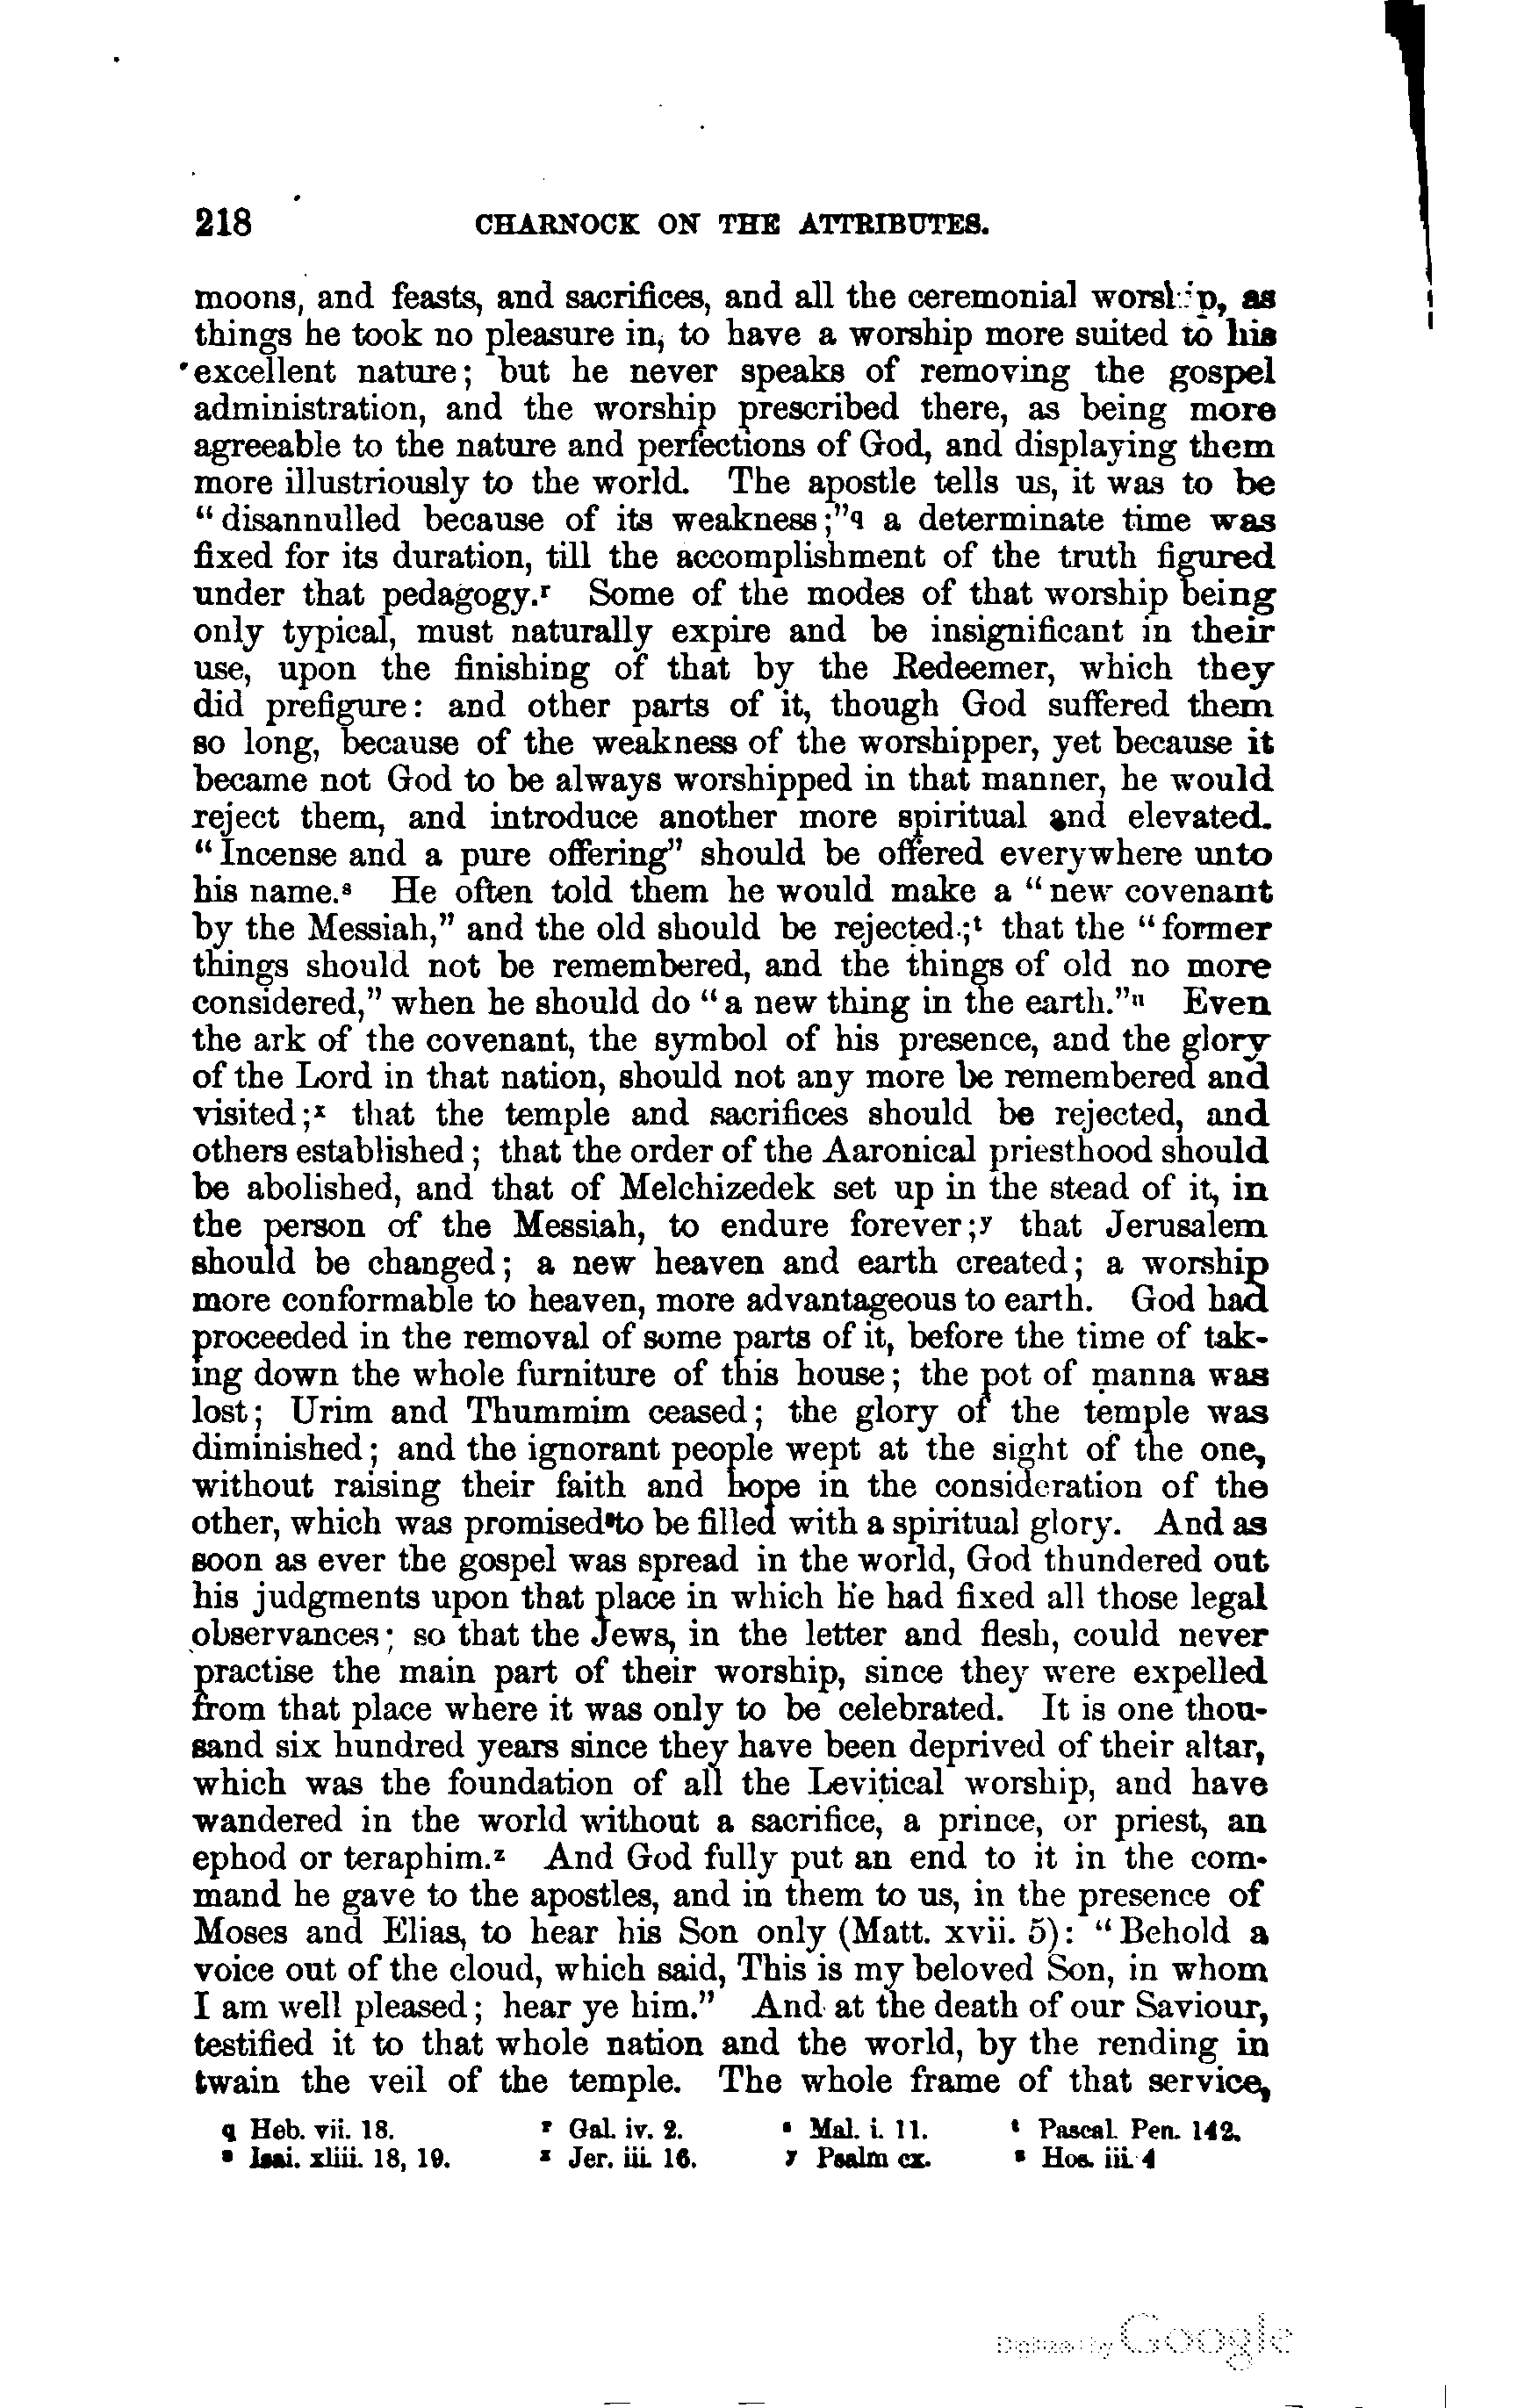 218 CHARNOCK ON THE ATTRIBUTES.
moons, and feasts, and sacrifices, and all the ceremonial worship, as
things he took no pleasure in, to have a worship more suited to his
excellent nature; but he never speaks of removing the gospel
administration, and the worship prescribed there, as being more
agreeable to the nature and perfections of God, and displaying them
more illustriously to the world. The apostle tells us, it was to be
“disannulled because of its weakness;”q a determinate time was
fixed for its duration, till the accomplishment of the truth figured
under that pedagogy.r Some of the modes of that worship being
only typical, must naturally expire and be insignificant in their
use, upon the finishing of that by the Redeemer, which they
did prefigure: and other parts of it, though God suffered them
so long, because of the weakness of the worshipper, yet because it
became not God to be always worshipped in that manner, he would
reject them, and introduce another more spiritual and elevated.
“Incense and a pure offering” should be offered everywhere unto
his name.s He often told them he would make a “new covenant
by the Messiah,” and the old should be rejected;t that the “former
things should not be remembered, and the things of old no more
considered,” when he should do “a new thing in the earth.”u Even
the ark of the covenant, the symbol of his presence, and the glory
of the Lord in that nation, should not any more be remembered and
visited;x that the temple and sacrifices should be rejected, and
others established; that the order of the Aaronical priesthood should
be abolished, and that of Melchizedek set up in the stead of it, in
the person of the Messiah, to endure forever;y that Jerusalem
should be changed; a new heaven and earth created; a worship
more conformable to heaven, more advantageous to earth. God had
proceeded in the removal of some parts of it, before the time of tak-
ing down the whole furniture of this house; the pot of manna was
lost; Urim and Thummim ceased; the glory of the temple was
diminished; and the ignorant people wept at the sight of the one,
without raising their faith and hope in the consideration of the
other, which was promised to be filled with a spiritual glory. And as
soon as ever the gospel was spread in the world, God thundered out
his judgments upon that place in which he had fixed all those legal
observances; so that the Jews, in the letter and flesh, could never
practise the main part of their worship, since they were expelled
from that place where it was only to be celebrated. It is one thou-
sand six hundred years since they have been deprived of their altar,
which was the foundation of all the Levitical worship, and have
wandered in the world without a sacrifice, a prince, or priest, an
ephod or teraphim.z And God fully put an end to it in the com-
mand he gave to the apostles, and in them to us, in the presence of
Moses and Elias, to hear his Son only (Matt. xvii. 5): “Behold a
voice out of the cloud, which said, This is my beloved Son, in whom
I am well pleased; hear ye him.” And at the death of our Saviour,
testified it to that whole nation and the world, by the rending in
twain the veil of the temple. The whole frame of that service,
q Heb. vii. 18. r Gal. iv. 2. s Mal. i. 11. t Pascal. Pen. 142.
u Isai. xliii. 18, 19. x Jer. iii. 16. y Psalm cx. z Hos. iii. 4
Digitized by Google